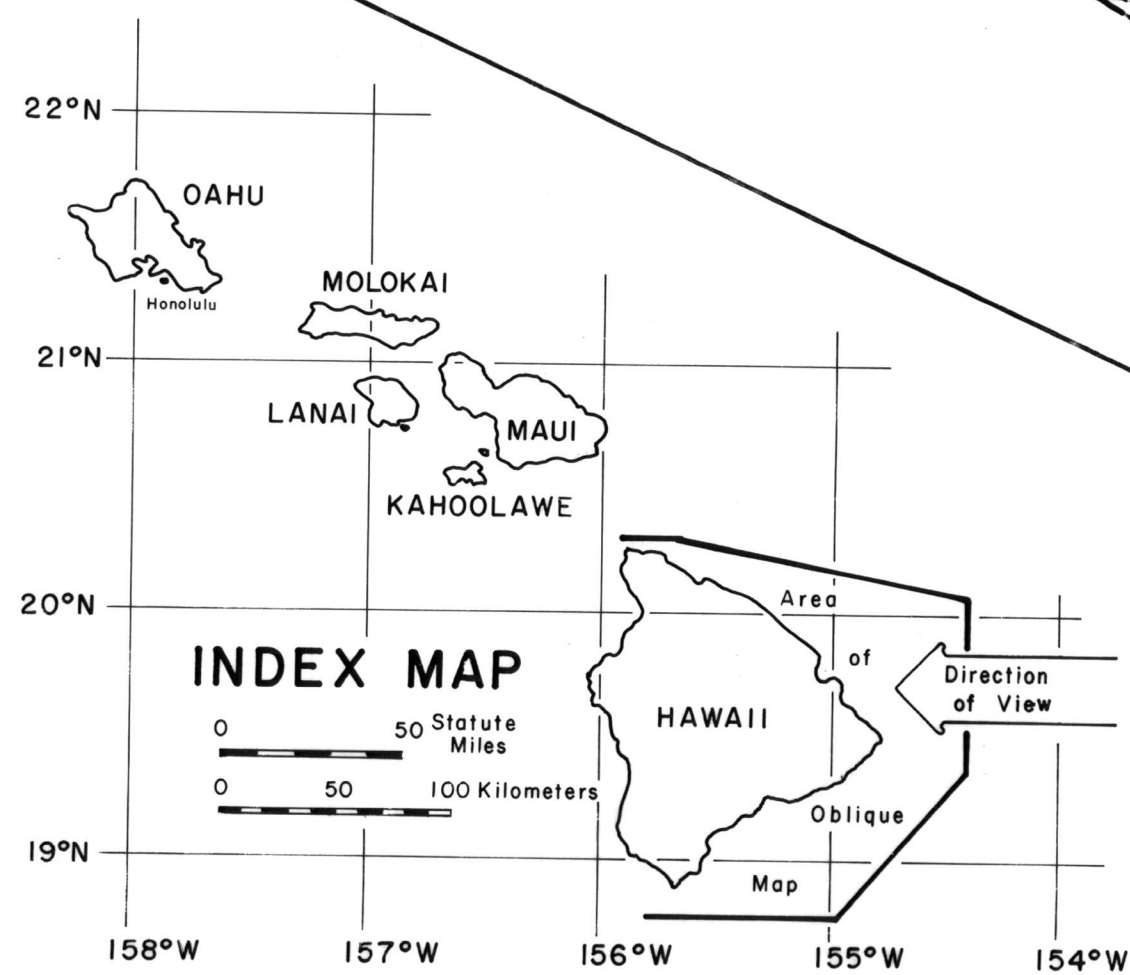 22°N
OAHU
Honolulu
MOLOKAI
21°N
LANAI
MAUI
KAHOOLAWE
20°N
Area
of
Oblique
Map
Direction
of View
HAWAII
INDEX MAP
0 50 Statute
Miles
0 50 100 Kilometers
19°N
158°W 157°W 156°W 155°W 154°W